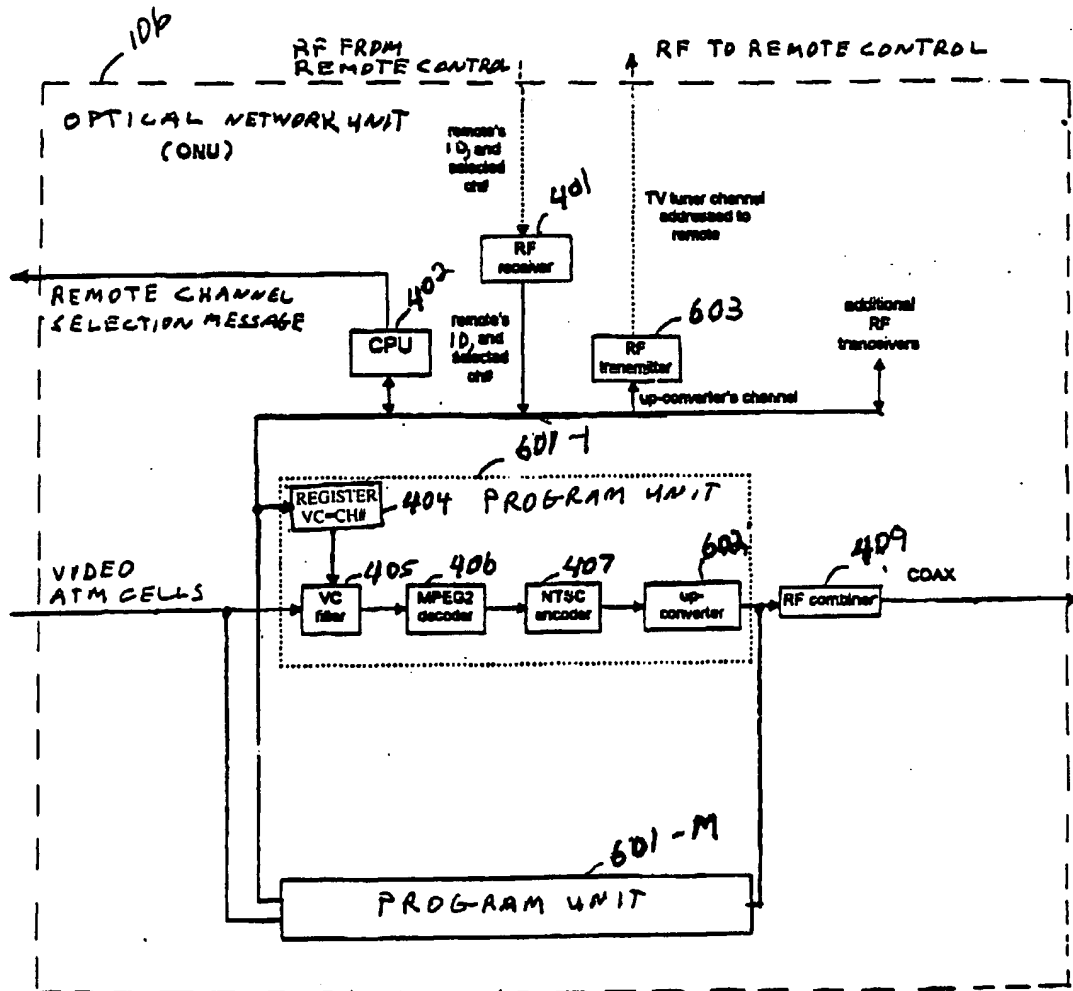 106
RF FROM
REMOTE CONTROL
RF TO REMOTE CONTROL
OPTICAL NETWORK UNIT
(ONU)
remote's
ID, and
selected
ch#
401
RF
receiver
TV tuner channel
addressed to
remote
REMOTE CHANNEL
SELECTION MESSAGE
402
CPU
remote's
ID, and
selected
ch#
603
RF
transmitter
up-converter's channel
additional
RF
tranceivers
601-1
REGISTER
VC=CH#
404
PROGRAM UNIT
VIDEO
ATM CELLS
405
VC
filter
406
MPEG2
decoder
407
NTSC
encoder
602
up-
converter
409
RF combiner
COAX
601-M
PROGRAM UNIT